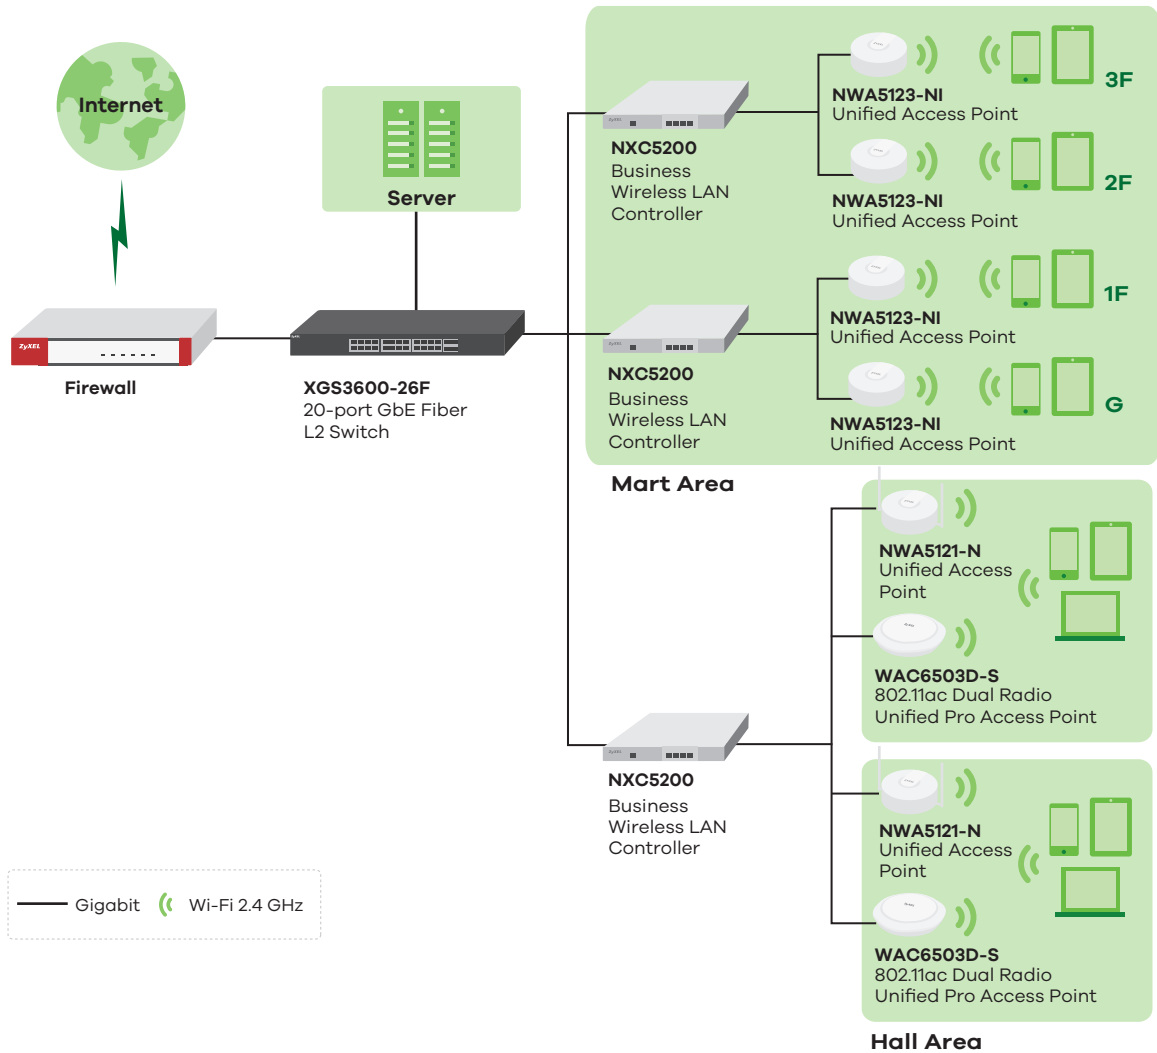 Internet
Server
ZyXEL
Firewall
XGS3600-26F
20-port GbE Fiber
L2 Switch
NXC5200
Business
Wireless LAN
Controller
NWA5123-NI
Unified Access Point
3F
NWA5123-NI
Unified Access Point
2F
NXC5200
Business
Wireless LAN
Controller
NWA5123-NI
Unified Access Point
1F
NWA5123-NI
Unified Access Point
G
Mart Area
NXC5200
Business
Wireless LAN
Controller
NWA5121-N
Unified Access
Point
WAC6503D-S
802.11ac Dual Radio
Unified Pro Access Point
NWA5121-N
Unified Access
Point
WAC6503D-S
802.11ac Dual Radio
Unified Pro Access Point
Hall Area
Gigabit
Wi-Fi 2.4 GHz